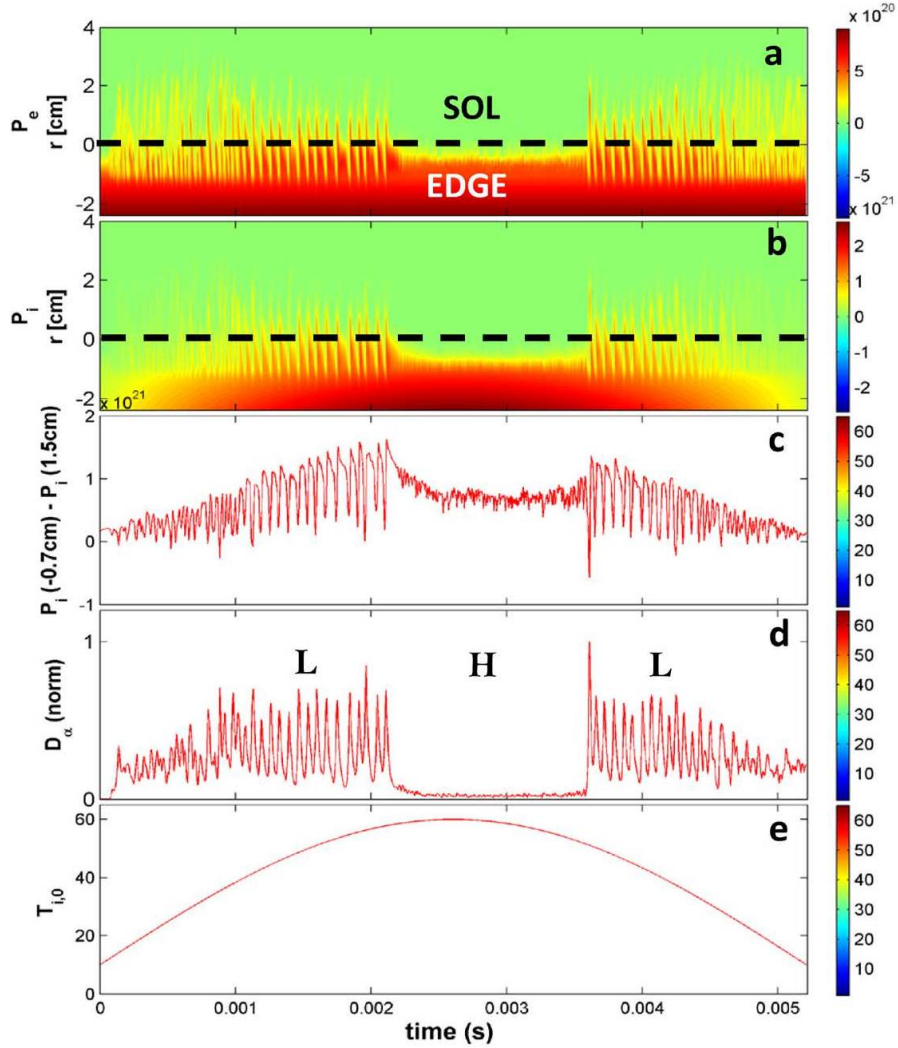 x 10^20
4
a
5
2
P_e
r [cm]
SOL
0
0
EDGE
-5
-2
x 10^21
4
b
2
2
1
P_i
r [cm]
0
0
-1
x 10^21
-2
-2
2
c
60
P_i (-0.7cm) - P_i (1.5cm)
1
50
40
0
30
20
-1
10
1
d
60
D_α (norm)
L
H
L
50
40
30
20
0
10
60
e
60
T_i,0
50
40
40
30
20
20
10
0
0 0.001 0.002 0.003 0.004 0.005
time (s)